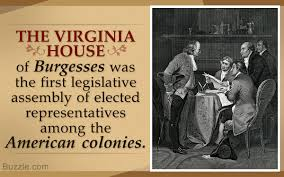 THE VIRGINIA
HOUSE
of Burgesses was
the first legislative
assembly of elected
representatives
among the
American colonies.
Buzzle.com